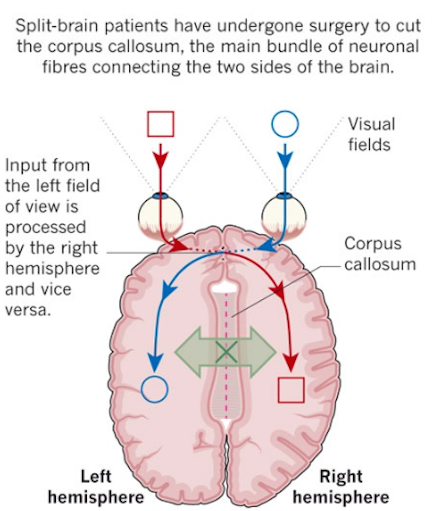 Split-brain patients have undergone surgery to cut
the corpus callosum, the main bundle of neuronal
fibres connecting the two sides of the brain.
Visual
fields
Input from
the left field
of view is
processed
by the right
hemisphere
and vice
versa.
Corpus
callosum
Left
hemisphere
Right
hemisphere